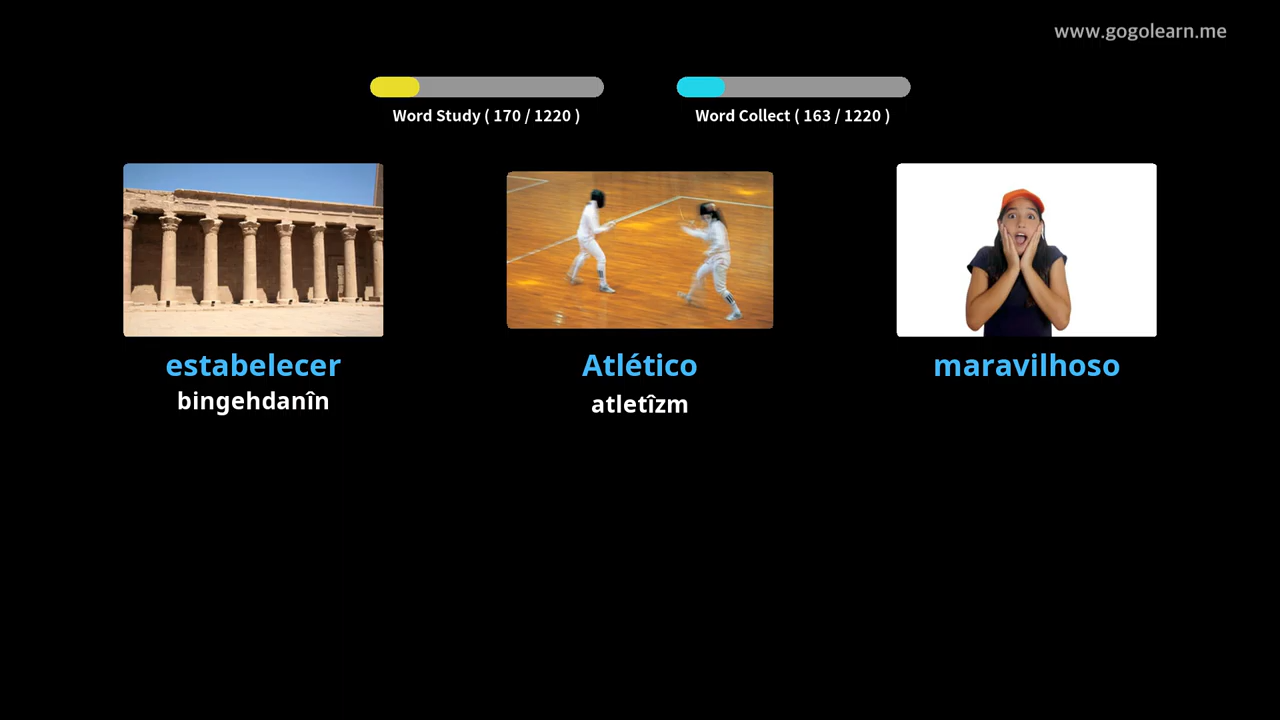 www.gogolearn.me
Word Study ( 170 / 1220 )
Word Collect ( 163 / 1220 )
estabelecer
bingehdanîn
Atlético
atletîzm
maravilhoso